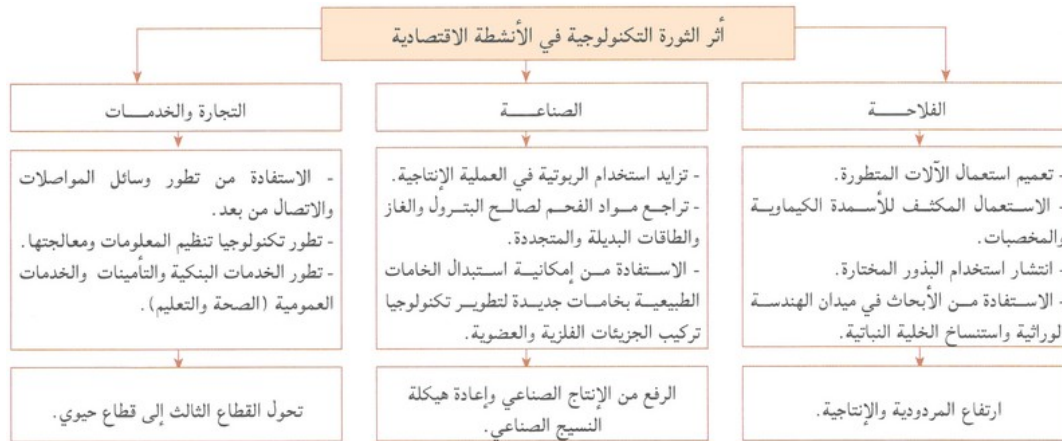 أثر الثورة التكنولوجية في الأنشطة الاقتصادية
الفلاحـــــة
- تعميم استعمال الآلات المتطورة.
- الاستعمال المكثف للأسمدة الكيماوية
والمخصبات.
- انتشار استخدام البذور المختارة.
- الاستفادة من الأبحاث في ميدان الهندسة
الوراثية واستنساخ الخلية النباتية.
ارتفاع المردودية والإنتاجية.
الصناعـــــة
- تزايد استخدام الربوتية في العملية الإنتاجية.
- تراجع مواد الفحم لصالح البترول والغاز
والطاقات البديلة والمتجددة.
- الاستفادة من إمكانية استبدال الخامات
الطبيعية بخامات جديدة لتطوير تكنولوجيا
تركيب الجزيئات الفلزية والعضوية.
الرفع من الإنتاج الصناعي وإعادة هيكلة
النسيج الصناعي.
التجارة والخدمـــات
- الاستفادة من تطور وسائل المواصلات
والاتصال من بعد.
- تطور تكنولوجيا تنظيم المعلومات ومعالجتها.
- تطور الخدمات البنكية والتأمينات والخدمات
العمومية (الصحة والتعليم).
تحول القطاع الثالث إلى قطاع حيوي.